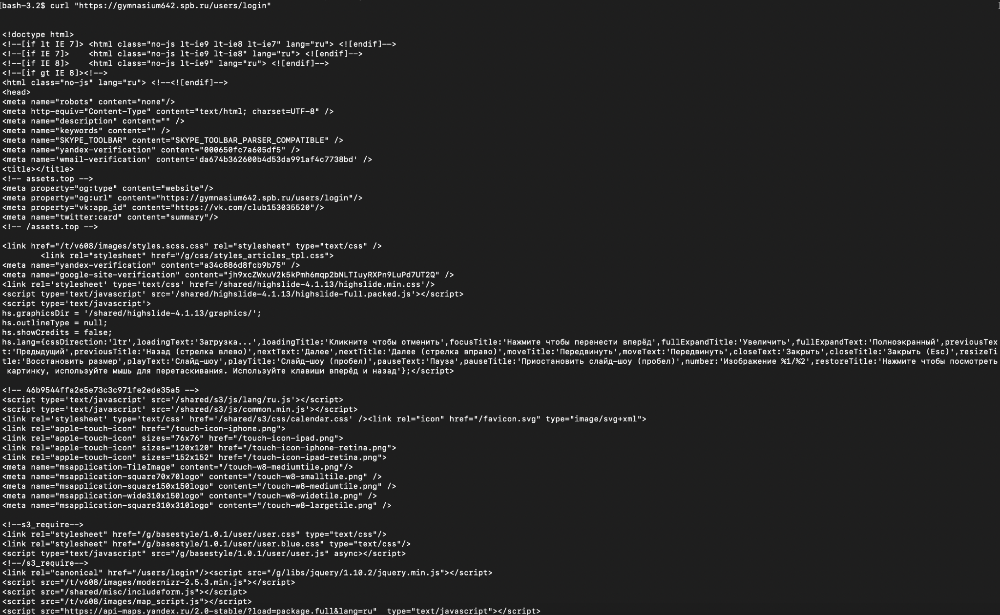 bash-3.2$ curl "https://gymnasium642.spb.ru/users/login"
<!doctype html>
<!--[if lt IE 7]> <html class="no-js lt-ie9 lt-ie8 lt-ie7" lang="ru"> <![endif]-->
<!--[if IE 7]>    <html class="no-js lt-ie9 lt-ie8" lang="ru"> <![endif]-->
<!--[if IE 8]>    <html class="no-js lt-ie9" lang="ru"> <![endif]-->
<!--[if gt IE 8]><!-->
<html class="no-js" lang="ru"> <!--<![endif]-->
<head>
<meta name="robots" content="none"/>
<meta http-equiv="Content-Type" content="text/html; charset=UTF-8" />
<meta name="description" content="" />
<meta name="keywords" content="" />
<meta name="SKYPE_TOOLBAR" content="SKYPE_TOOLBAR_PARSER_COMPATIBLE" />
<meta name="yandex-verification" content="000650fc7a605df5" />
<meta name='wmail-verification' content='da674b362600b4d53da991af4c7738bd' />
<title></title>
<!-- assets.top -->
<meta property="og:type" content="website"/>
<meta property="og:url" content="https://gymnasium642.spb.ru/users/login"/>
<meta property="vk:app_id" content="https://vk.com/club153035520"/>
<meta name="twitter:card" content="summary"/>
<!-- /assets.top -->
<link href="/t/v608/images/styles.scss.css" rel="stylesheet" type="text/css" />
        <link rel="stylesheet" href="/g/css/styles_articles_tpl.css">
<meta name="yandex-verification" content="a34c886d8fcb9b75" />
<meta name="google-site-verification" content="jh9xcZWxuV2k5kPmh6mqp2bNLTIuyRXPn9LuPd7UT2Q" />
<link rel='stylesheet' type='text/css' href='/shared/highslide-4.1.13/highslide.min.css'/>
<script type='text/javascript' src='/shared/highslide-4.1.13/highslide-full.packed.js'></script>
<script type='text/javascript'>
hs.graphicsDir = '/shared/highslide-4.1.13/graphics/';
hs.outlineType = null;
hs.showCredits = false;
hs.lang={cssDirection:'ltr',loadingText:'Загрузка...',loadingTitle:'Кликните чтобы отменить',focusTitle:'Нажмите чтобы перенести вперёд',fullExpandTitle:'Увеличить',fullExpandText:'Полноэкранный',previousTex
t:'Предыдущий',previousTitle:'Назад (стрелка влево)',nextText:'Далее',nextTitle:'Далее (стрелка вправо)',moveTitle:'Передвинуть',moveText:'Передвинуть',closeText:'Закрыть',closeTitle:'Закрыть (Esc)',resizeTi
tle:'Восстановить размер',playText:'Слайд-шоу',playTitle:'Слайд-шоу (пробел)',pauseText:'Пауза',pauseTitle:'Приостановить слайд-шоу (пробел)',number:'Изображение %1/%2',restoreTitle:'Нажмите чтобы посмотреть
 картинку, используйте мышь для перетаскивания. Используйте клавиши вперёд и назад'};</script>
<!-- 46b9544ffa2e5e73c3c971fe2ede35a5 -->
<script type='text/javascript' src='/shared/s3/js/lang/ru.js'></script>
<script type='text/javascript' src='/shared/s3/js/common.min.js'></script>
<link rel='stylesheet' type='text/css' href='/shared/s3/css/calendar.css' /><link rel="icon" href="/favicon.svg" type="image/svg+xml">
<link rel="apple-touch-icon" href="/touch-icon-iphone.png">
<link rel="apple-touch-icon" sizes="76x76" href="/touch-icon-ipad.png">
<link rel="apple-touch-icon" sizes="120x120" href="/touch-icon-iphone-retina.png">
<link rel="apple-touch-icon" sizes="152x152" href="/touch-icon-ipad-retina.png">
<meta name="msapplication-TileImage" content="/touch-w8-mediumtile.png"/>
<meta name="msapplication-square70x70logo" content="/touch-w8-smalltile.png" />
<meta name="msapplication-square150x150logo" content="/touch-w8-mediumtile.png" />
<meta name="msapplication-wide310x150logo" content="/touch-w8-widetile.png" />
<meta name="msapplication-square310x310logo" content="/touch-w8-largetile.png" />
<!--s3_require-->
<link rel="stylesheet" href="/g/basestyle/1.0.1/user/user.css" type="text/css"/>
<link rel="stylesheet" href="/g/basestyle/1.0.1/user/user.blue.css" type="text/css"/>
<script type="text/javascript" src="/g/basestyle/1.0.1/user/user.js" async></script>
<!--/s3_require-->
<link rel="canonical" href="/users/login"/><script src="/g/libs/jquery/1.10.2/jquery.min.js"></script>
<script src="/t/v608/images/modernizr-2.5.3.min.js"></script>
<script src="/shared/misc/includeform.js"></script>
<script src="/t/v608/images/map_script.js"></script>
<script src="https://api-maps.yandex.ru/2.0-stable/?load=package.full&lang=ru"  type="text/javascript"></script>